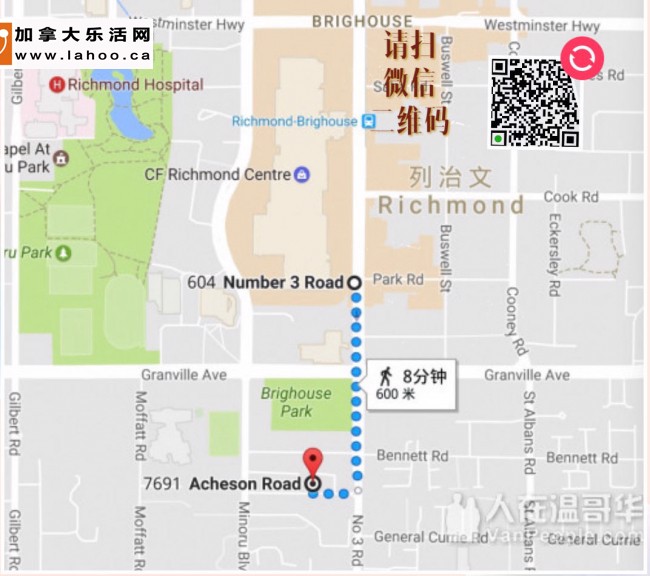 加拿大乐活网
www.lahoo.ca
Westminster Hwy
BRIGHOUSE
Westminster Hwy
请扫
微信
二维码
Buswell St
es Rd
Gilbert
H Richmond Hospital
Richmond-Brighouse
apel At
u Park
CF Richmond Centre
列治文
Richmond
Cook Rd
Eckersley Rd
Buswell St
ru Park
604 Number 3 Road
Park Rd
Cooney Rd
Granville Ave
8分钟
600 米
Granville Ave
Brighouse
Park
Gilbert Rd
Moffatt Rd
St Albans Rd
Bennett Rd
Bennett Rd
7691 Acheson Road
Minoru Blv
No 3 Rd
Gilbert Rd
Moffatt Rd
General Currie Rd
St Albans R
General Currie
人在温哥华